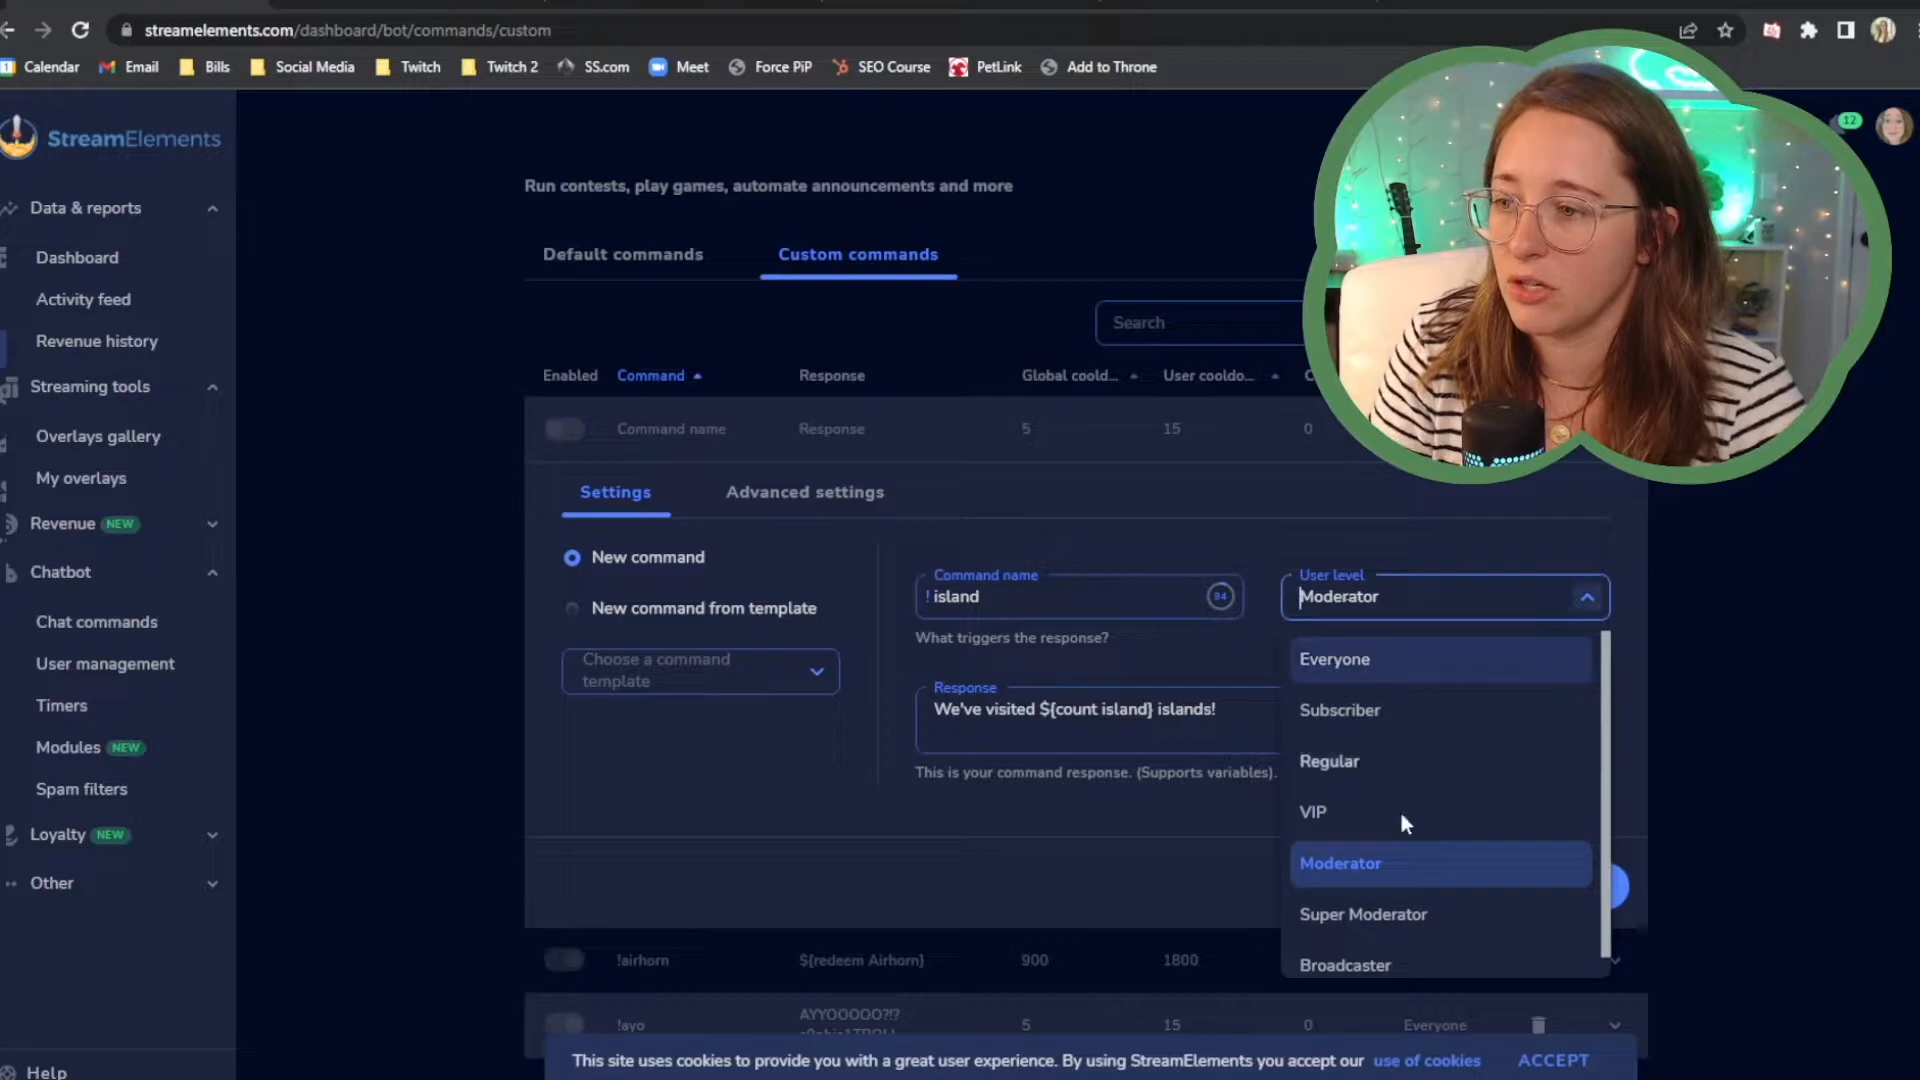 streamelements.com/dashboard/bot/commands/custom
Calendar Email Bills Social Media Twitch Twitch 2 SS.com Meet Force PiP SEO Course PetLink Add to Throne
StreamElements
12
Data & reports
Dashboard
Activity feed
Revenue history
Streaming tools
Overlays gallery
My overlays
Revenue NEW
Chatbot
Chat commands
User management
Timers
Modules NEW
Spam filters
Loyalty NEW
Other
Help
Run contests, play games, automate announcements and more
Default commands Custom commands
Search
Enabled Command Response Global coold... User cooldo...
Command name Response 5 15 0
Settings Advanced settings
New command
New command from template
Choose a command
template
Command name
! island 94
What triggers the response?
User level
Moderator
Response
We've visited ${count island} islands!
This is your command response. (Supports variables).
Everyone
Subscriber
Regular
VIP
Moderator
Super Moderator
Broadcaster
!airhorn ${redeem Airhorn} 900 1800
AYYOOOOO?!?
!ayo 5 15 0 Everyone
This site uses cookies to provide you with a great user experience. By using StreamElements you accept our use of cookies ACCEPT